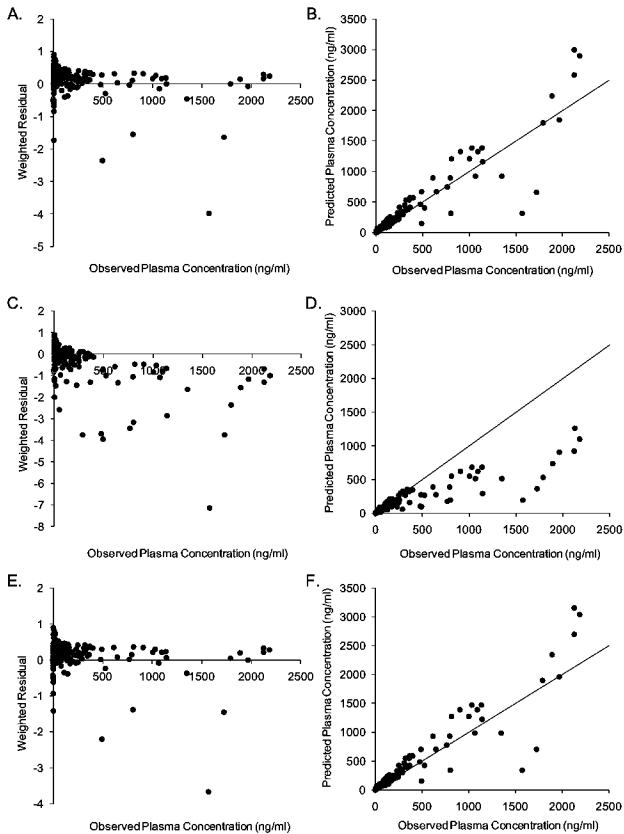 A.
2
1
0
-1
-2
-3
-4
-5
500 1000 1500 2000 2500
Weighted Residual
Observed Plasma Concentration (ng/ml)
B.
3500
3000
2500
2000
1500
1000
500
0
0 500 1000 1500 2000 2500
Predicted Plasma Concentration (ng/ml)
Observed Plasma Concentration (ng/ml)
C.
2
1
0
-1
-2
-3
-4
-5
-6
-7
-8
500 1000 1500 2000 2500
Weighted Residual
Observed Plasma Concentration (ng/ml)
D.
3000
2500
2000
1500
1000
500
0
0 500 1000 1500 2000 2500
Predicted Plasma Concentration (ng/ml)
Observed Plasma Concentration (ng/ml)
E.
2
1
0
-1
-2
-3
-4
500 1000 1500 2000 2500
Weighted Residual
Observed Plasma Concentration (ng/ml)
F.
3500
3000
2500
2000
1500
1000
500
0
0 500 1000 1500 2000 2500
Predicted Plasma Concentration (ng/ml)
Observed Plasma Concentration (ng/ml)